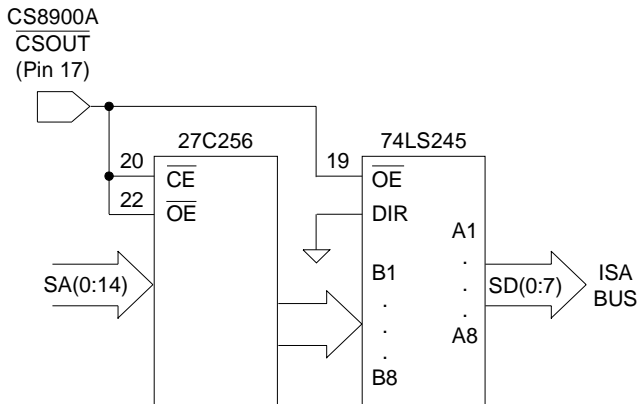 CS8900A
CSOUT
(Pin 17)
27C256
74LS245
20
CE
22
OE
19
OE
DIR
A1
.
.
.
A8
B1
.
.
.
B8
SA(0:14)
SD(0:7)
ISA
BUS